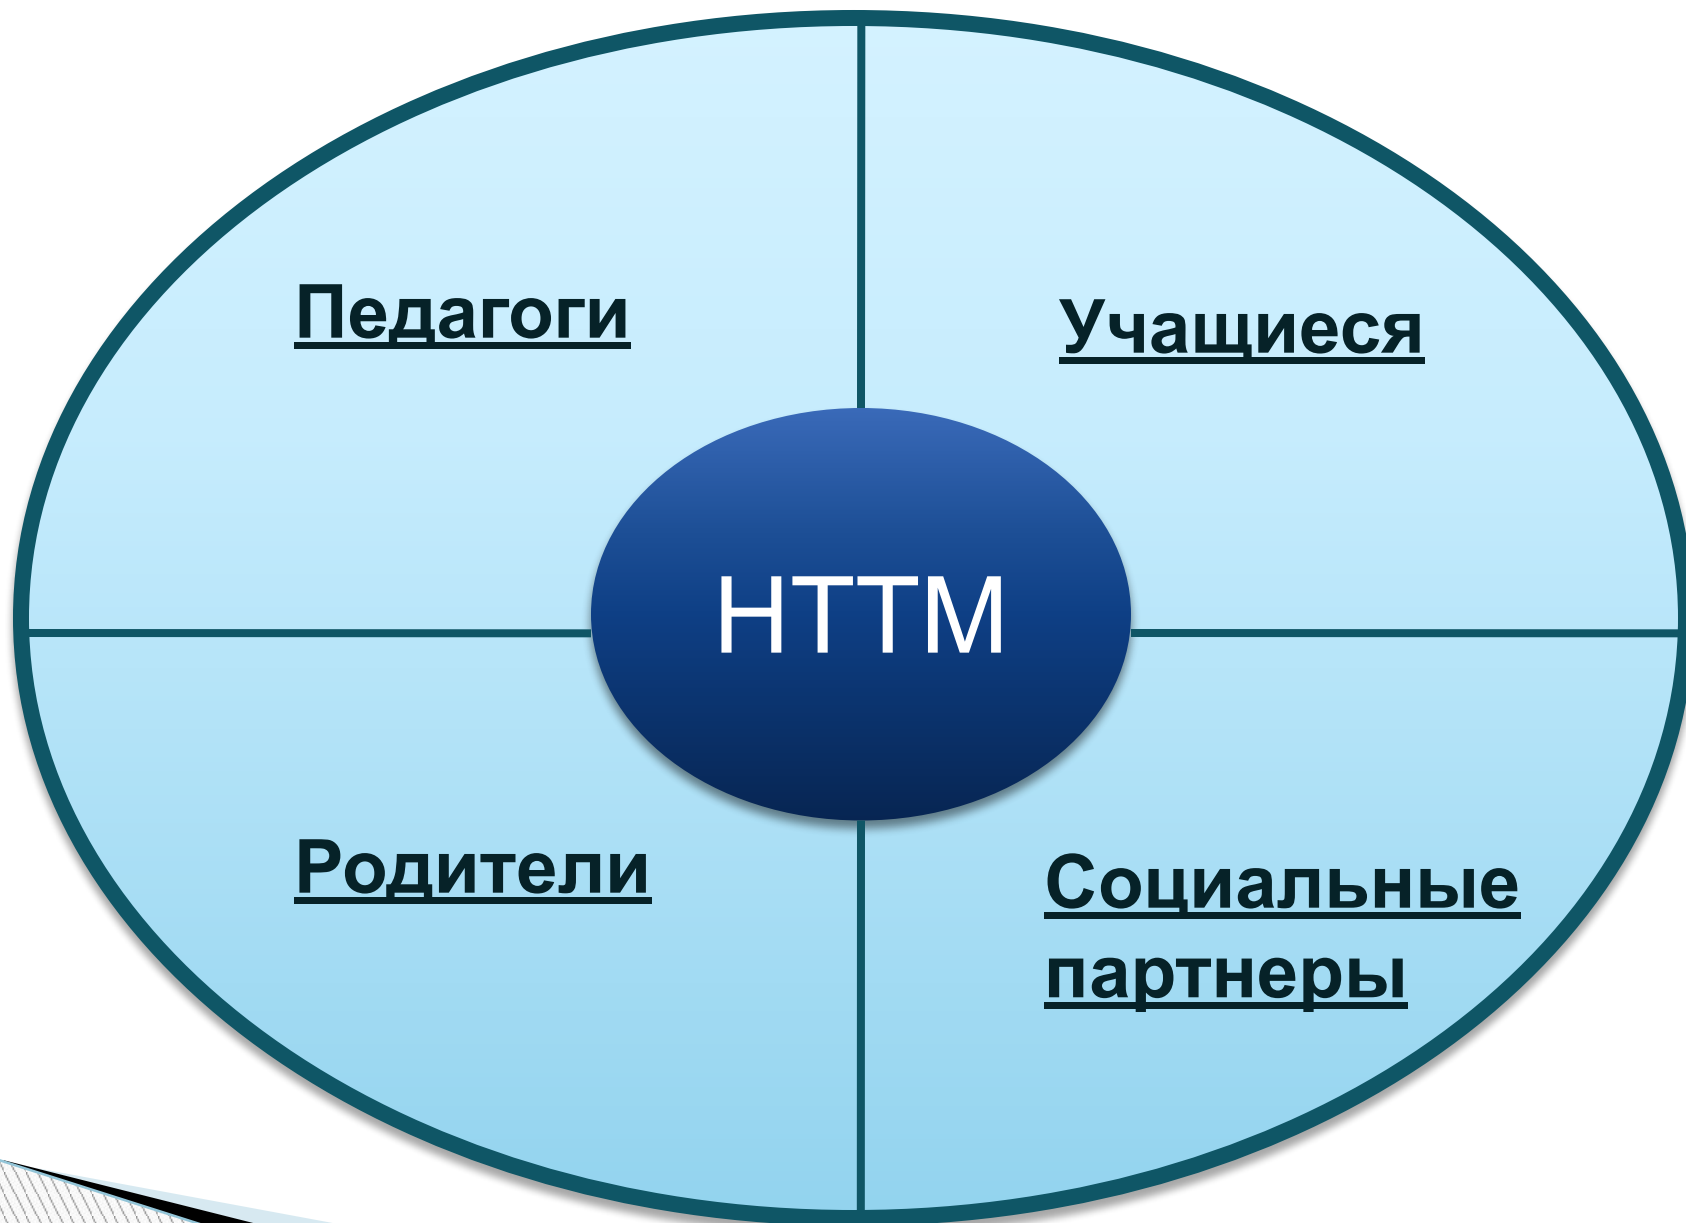 Педагоги
Учащиеся
НТТМ
Родители
Социальные
партнеры